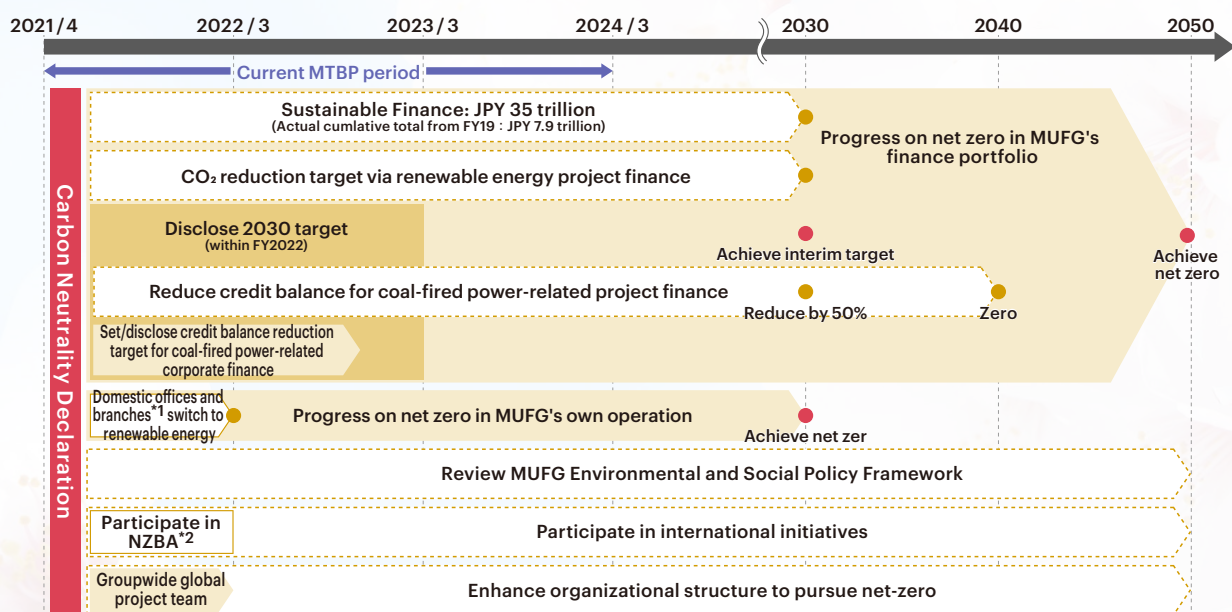 2021/4 2022/3 2023/3 2024/3 2030 2040 2050
Current MTBP period
Carbon Neutrality Declaration
Sustainable Finance: JPY 35 trillion
(Actual cumlative total from FY19 : JPY 7.9 trillion)
Progress on net zero in MUFG's
finance portfolio
CO₂ reduction target via renewable energy project finance
Disclose 2030 target
(within FY2022)
Achieve interim target
Achieve
net zero
Reduce credit balance for coal-fired power-related project finance
Reduce by 50%
Zero
Set/disclose credit balance reduction
target for coal-fired power-related
corporate finance
Domestic offices and
branches*1 switch to
renewable energy
Progress on net zero in MUFG's own operation
Achieve net zer
Review MUFG Environmental and Social Policy Framework
Participate in
NZBA*2
Participate in international initiatives
Groupwide global
project team
Enhance organizational structure to pursue net-zero